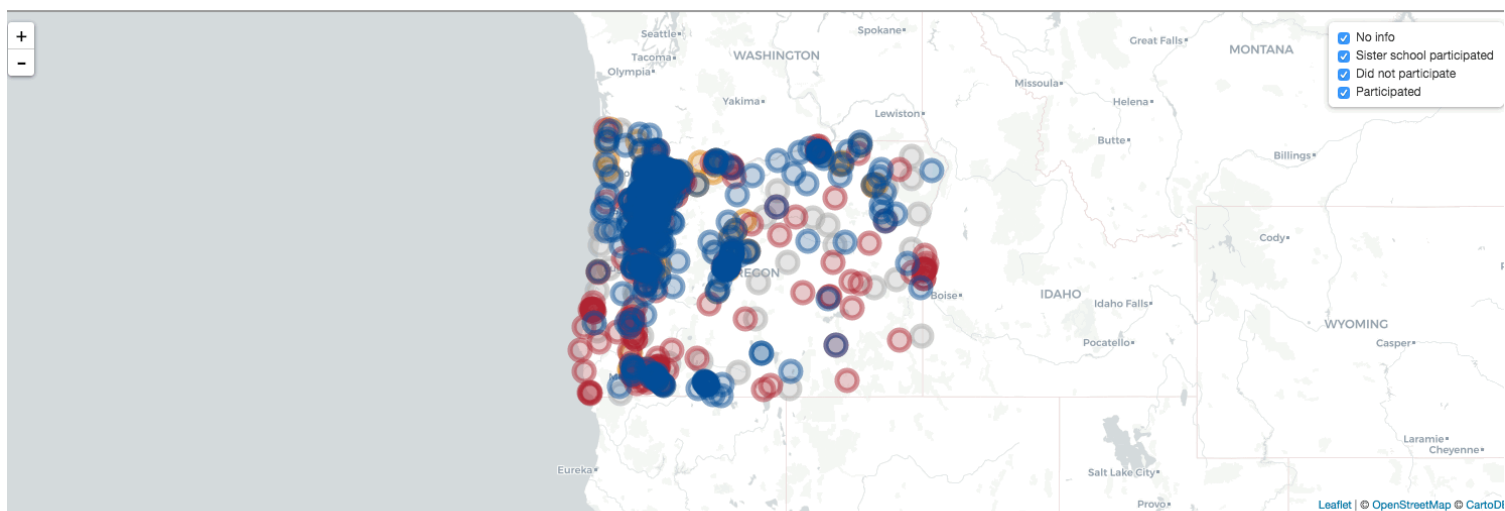 +
-
Seattle
Spokane
Great Falls
WASHINGTON
MONTANA
Tacoma
Olympia
Missoula
Yakima
Helena
Lewiston
Butte
Billings
Cody
OREGON
Boise
IDAHO
Idaho Falls
WYOMING
Pocatello
Casper
Laramie
Cheyenne
Eureka
Salt Lake City
Provo
No info
Sister school participated
Did not participate
Participated
Leaflet | © OpenStreetMap © CartoDB